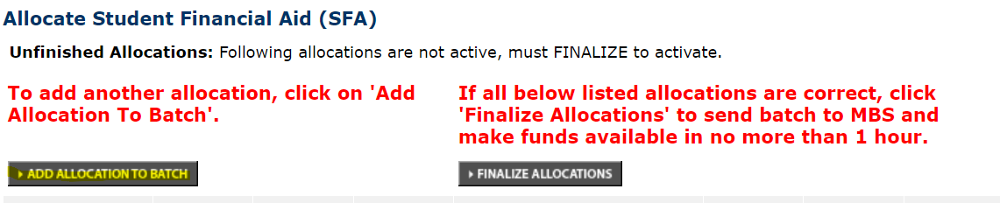 Allocate Student Financial Aid (SFA)
Unfinished Allocations: Following allocations are not active, must FINALIZE to activate.
To add another allocation, click on 'Add
Allocation To Batch'.
If all below listed allocations are correct, click
'Finalize Allocations' to send batch to MBS and
make funds available in no more than 1 hour.
ADD ALLOCATION TO BATCH
FINALIZE ALLOCATIONS